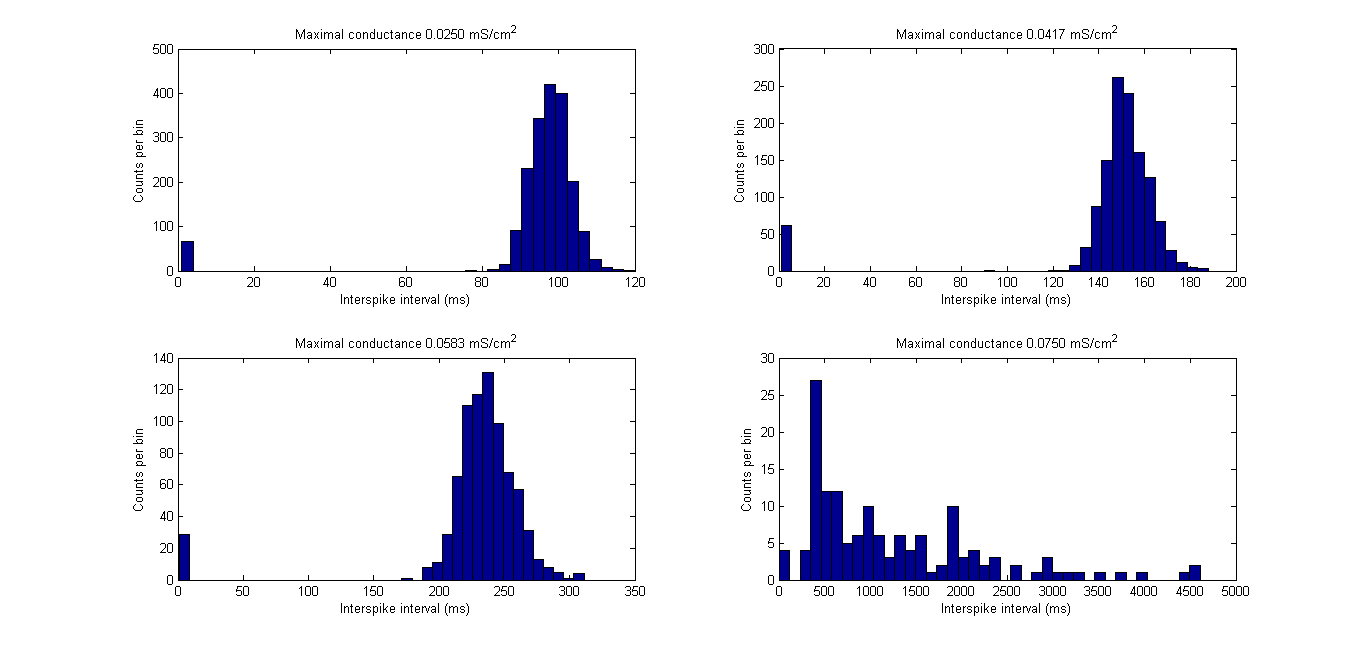 Maximal conductance 0.0250 mS/cm²
500
400
300
200
100
0
Counts per bin
0 20 40 60 80 100 120
Interspike interval (ms)
Maximal conductance 0.0417 mS/cm²
300
250
200
150
100
50
0
Counts per bin
0 20 40 60 80 100 120 140 160 180 200
Interspike interval (ms)
Maximal conductance 0.0583 mS/cm²
140
120
100
80
60
40
20
0
Counts per bin
0 50 100 150 200 250 300 350
Interspike interval (ms)
Maximal conductance 0.0750 mS/cm²
30
25
20
15
10
5
0
Counts per bin
0 500 1000 1500 2000 2500 3000 3500 4000 4500 5000
Interspike interval (ms)